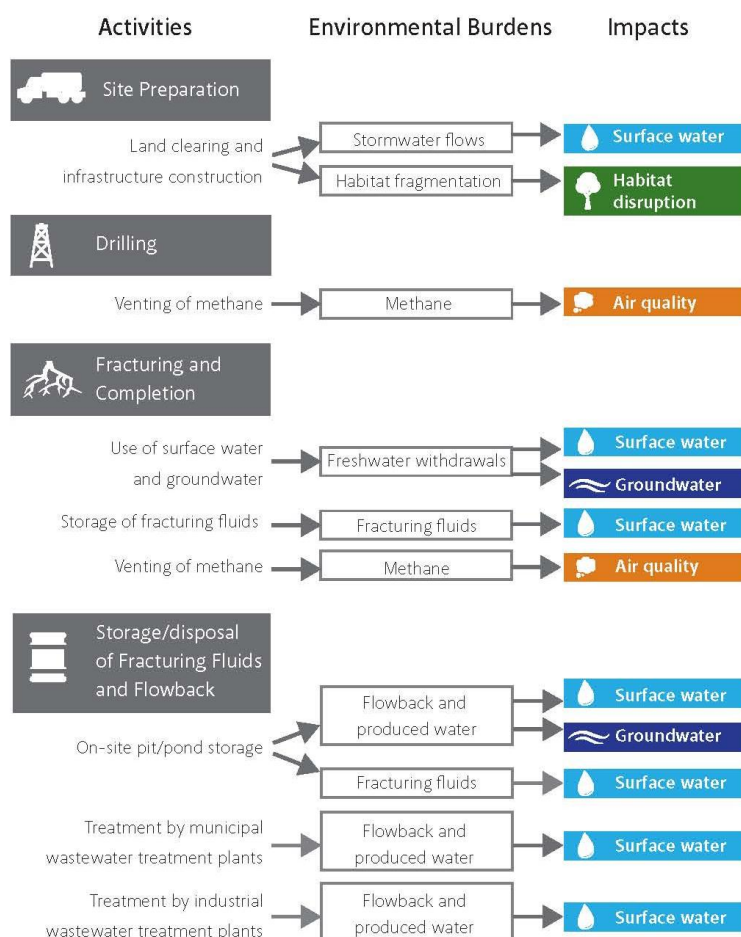 Activities Environmental Burdens Impacts
Site Preparation
Land clearing and
infrastructure construction
Stormwater flows
Surface water
Habitat fragmentation
Habitat
disruption
Drilling
Venting of methane
Methane
Air quality
Fracturing and
Completion
Use of surface water
and groundwater
Freshwater withdrawals
Surface water
Groundwater
Storage of fracturing fluids
Fracturing fluids
Surface water
Venting of methane
Methane
Air quality
Storage/disposal
of Fracturing Fluids
and Flowback
On-site pit/pond storage
Flowback and
produced water
Surface water
Groundwater
Fracturing fluids
Surface water
Treatment by municipal
wastewater treatment plants
Flowback and
produced water
Surface water
Treatment by industrial
wastewater treatment plants
Flowback and
produced water
Surface water